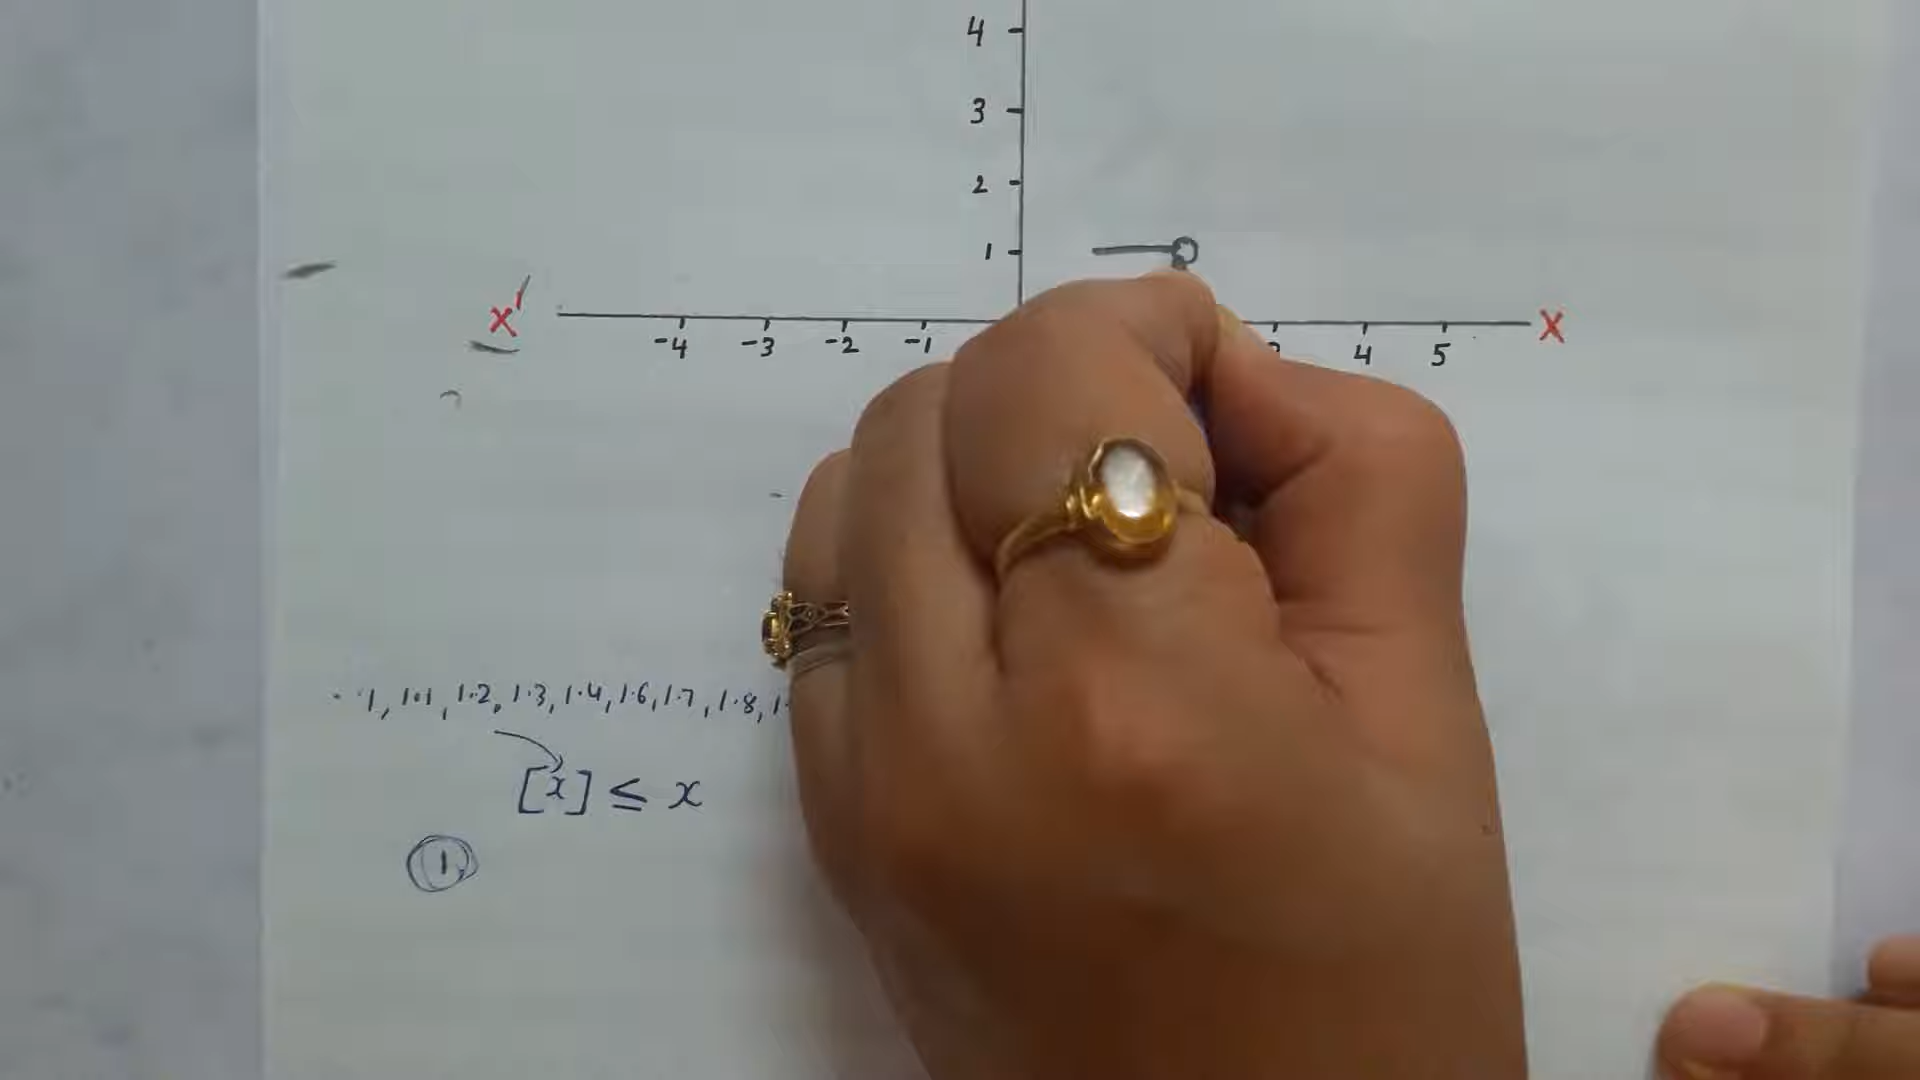 4
3
2
1
X' X
-4 -3 -2 -1 4 5
1, 1.1, 1.2, 1.3, 1.4, 1.6, 1.7, 1.8,
[x] ≤ x
1